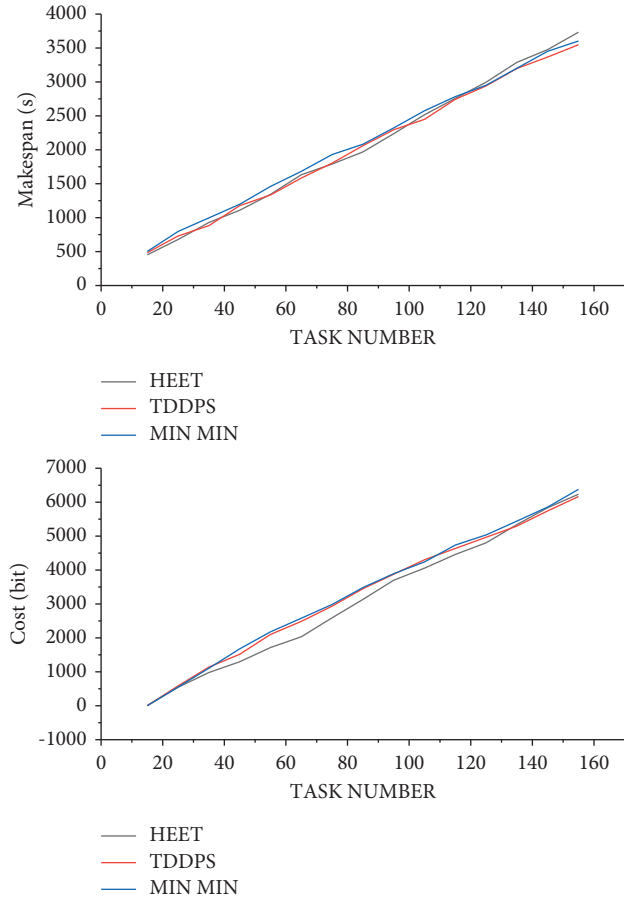 4000
3500
3000
2500
2000
1500
1000
500
0
Makespan (s)
0 20 40 60 80 100 120 140 160
TASK NUMBER
HEET
TDDPS
MIN MIN
7000
6000
5000
4000
3000
2000
1000
0
-1000
Cost (bit)
0 20 40 60 80 100 120 140 160
TASK NUMBER
HEET
TDDPS
MIN MIN